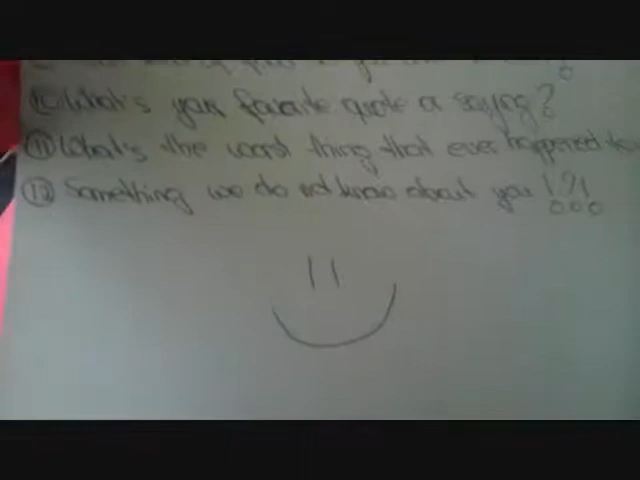 ⑩ What's your favorite quote or saying?
⑪ What's the worst thing that ever happened to
⑫ Something we do not know about you!?!